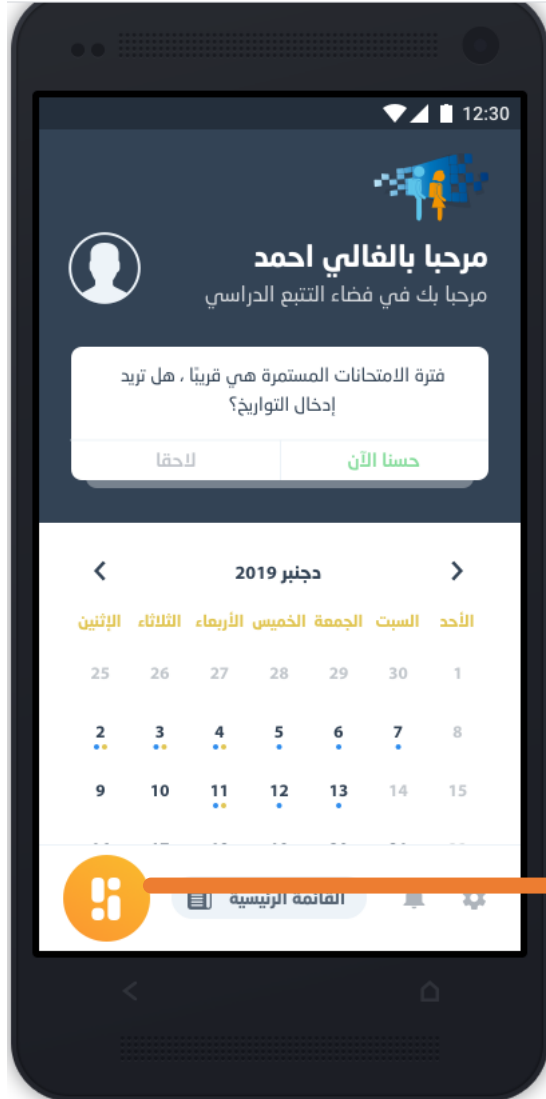 12:30
مرحبا بالغالي احمد
مرحبا بك في فضاء التتبع الدراسي
فترة الامتحانات المستمرة هي قريبًا ، هل تريد
إدخال التواريخ؟
حسنا الآن لاحقا
دجنبر 2019
الأحد السبت الجمعة الخميس الأربعاء الثلاثاء الإثنين
25 26 27 28 29 30 1
2 3 4 5 6 7 8
9 10 11 12 13 14 15
القائمة الرئيسية